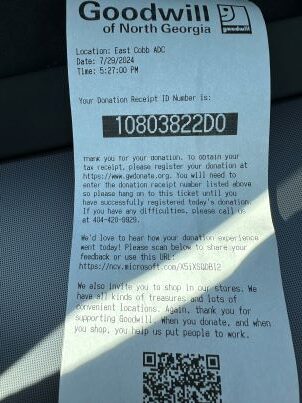 Goodwill
of North Georgia
Location: East Cobb ADC
Date: 7/29/2024
Time: 5:27:00 PM
Your Donation Receipt ID Number is:
10803822D0
Thank you for your donation. To obtain your
tax receipt, please register your donation at
https://www.gwdonate.org. You will need to
enter the donation receipt number listed above
so please hang on to this ticket until you
have successfully registered today's donation.
If you have any difficulties, please call us
at 404-420-9929.
We'd love to hear how your donation experience
went today! Please scan below to share your
feedback or use this URL:
https://ncv.microsoft.com/
We also invite you to shop in our stores. We
have all kinds of treasures and lots of
convenient locations. Again, thank you for
supporting Goodwill. When you donate, and when
you shop, you help us put people to work.